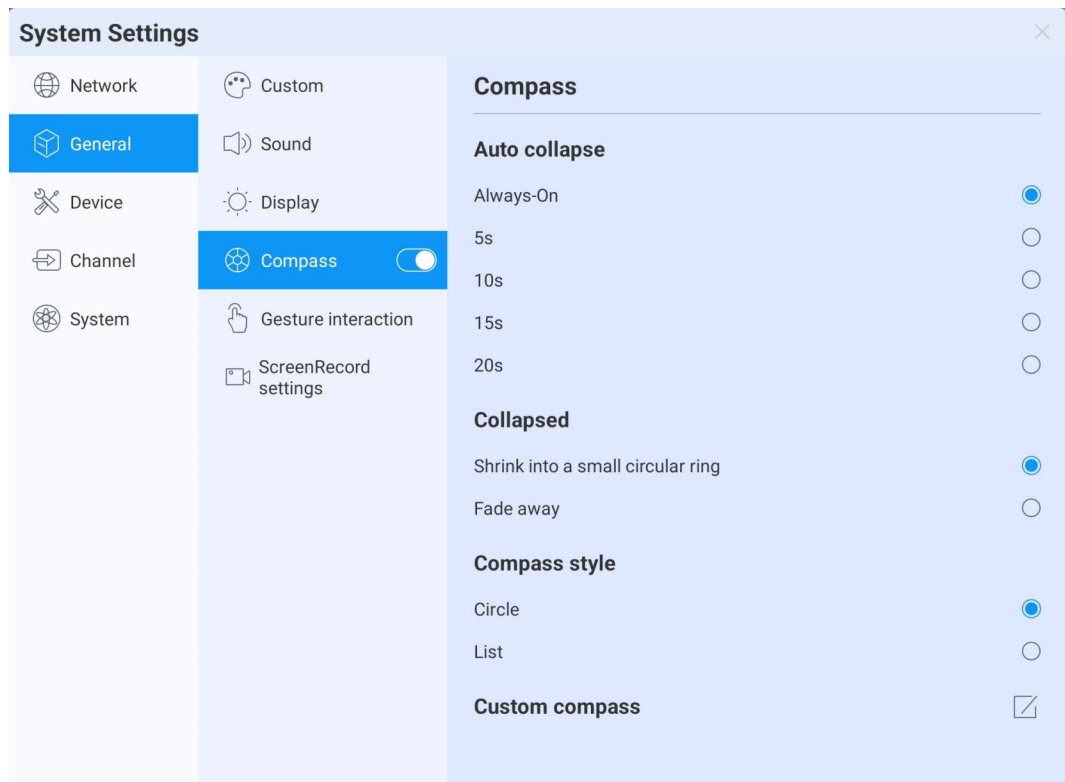 System Settings
Network
General
Device
Channel
System
Custom
Sound
Display
Compass
Gesture interaction
ScreenRecord
settings
Compass
Auto collapse
Always-On
5s
10s
15s
20s
Collapsed
Shrink into a small circular ring
Fade away
Compass style
Circle
List
Custom compass